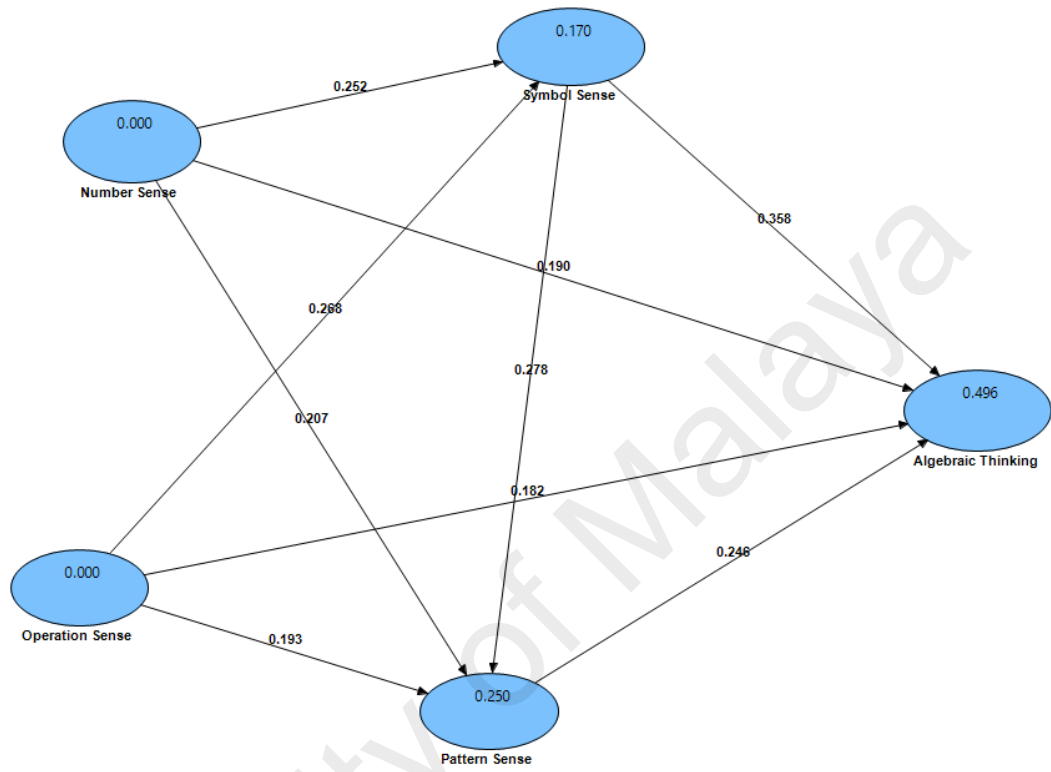 0.170
Symbol Sense
0.252
0.000
Number Sense
0.358
0.190
0.268
0.278
0.207
0.496
Algebraic Thinking
0.182
0.246
0.000
Operation Sense
0.193
0.250
Pattern Sense
of Malaya